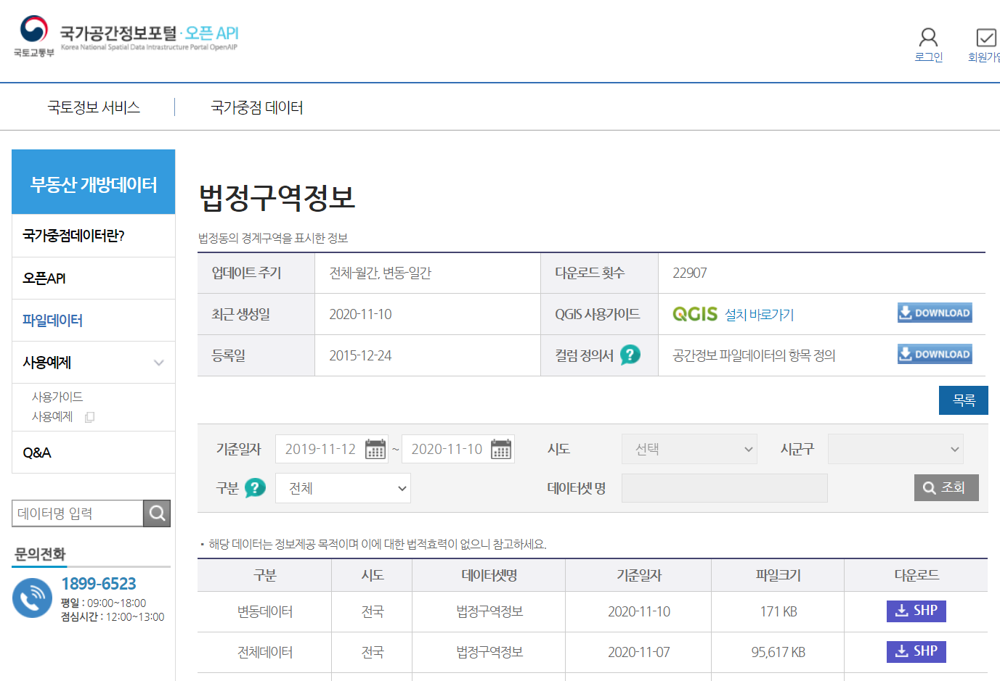 국토교통부
국가공간정보포털·오픈 API
Korea National Spatial Data Intrastructure Portal OpenAIP
로그인
회원가입
국토정보 서비스
국가중점 데이터
부동산 개방데이터
국가중점데이터란?
오픈API
파일데이터
사용예제
사용가이드
사용예제
Q&A
데이터명 입력
문의전화
1899-6523
평일 : 09:00~18:00
점심시간 : 12:00~13:00
법정구역정보
법정동의 경계구역을 표시한 정보
업데이트 주기 전체-월간, 변동-일간 다운로드 횟수 22907
최근 생성일 2020-11-10 QGIS 사용가이드 QGIS 설치 바로가기 DOWNLOAD
등록일 2015-12-24 컬럼 정의서 ? 공간정보 파일데이터의 항목 정의 DOWNLOAD
목록
기준일자 2019-11-12 ~ 2020-11-10 시도 선택 시군구
구분 ? 전체 데이터셋 명 조회
해당 데이터는 정보제공 목적이며 이에 대한 법적효력이 없으니 참고하세요.
구분 시도 데이터셋명 기준일자 파일크기 다운로드
변동데이터 전국 법정구역정보 2020-11-10 171 KB SHP
전체데이터 전국 법정구역정보 2020-11-07 95,617 KB SHP